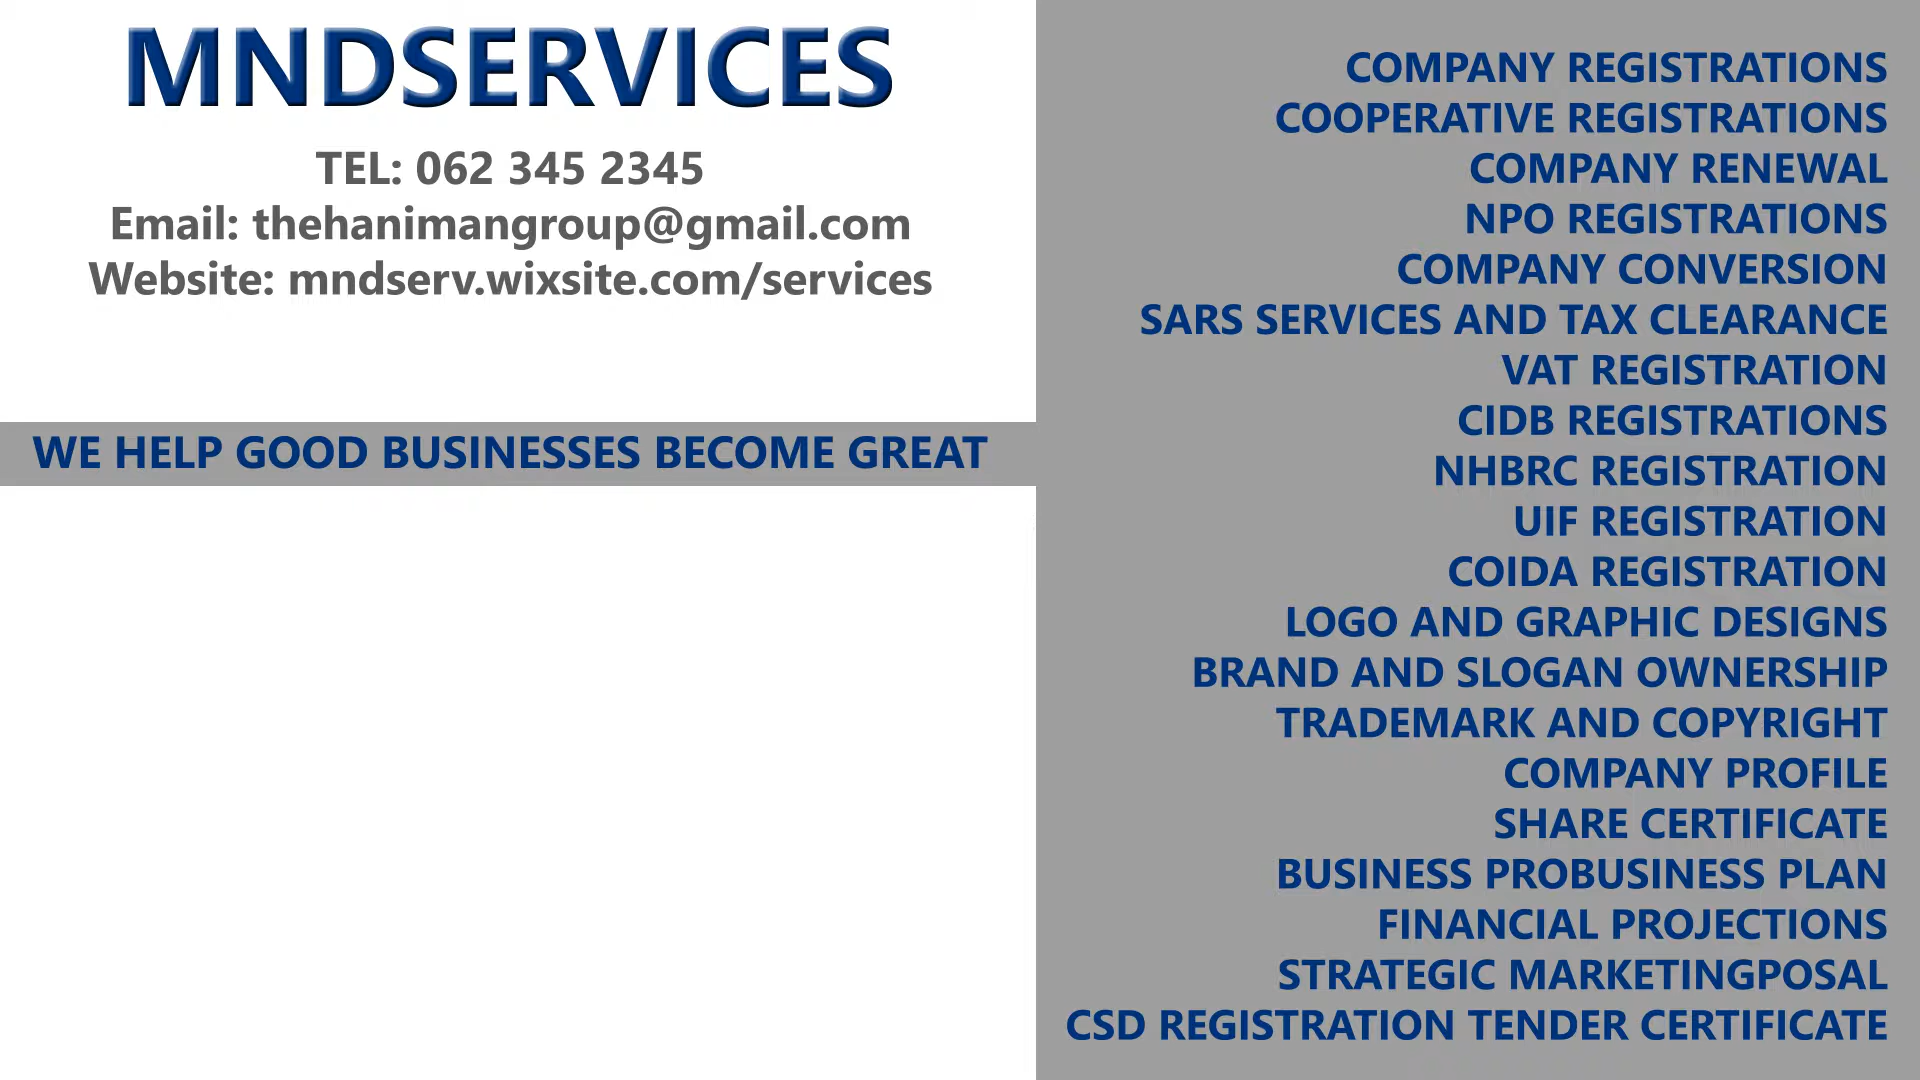 MNDSERVICES
TEL: 062 345 2345
Email: thehanimangroup@gmail.com
Website: mndserv.wixsite.com/services
WE HELP GOOD BUSINESSES BECOME GREAT
COMPANY REGISTRATIONS
COOPERATIVE REGISTRATIONS
COMPANY RENEWAL
NPO REGISTRATIONS
COMPANY CONVERSION
SARS SERVICES AND TAX CLEARANCE
VAT REGISTRATION
CIDB REGISTRATIONS
NHBRC REGISTRATION
UIF REGISTRATION
COIDA REGISTRATION
LOGO AND GRAPHIC DESIGNS
BRAND AND SLOGAN OWNERSHIP
TRADEMARK AND COPYRIGHT
COMPANY PROFILE
SHARE CERTIFICATE
BUSINESS PROBUSINESS PLAN
FINANCIAL PROJECTIONS
STRATEGIC MARKETINGPOSAL
CSD REGISTRATION TENDER CERTIFICATE